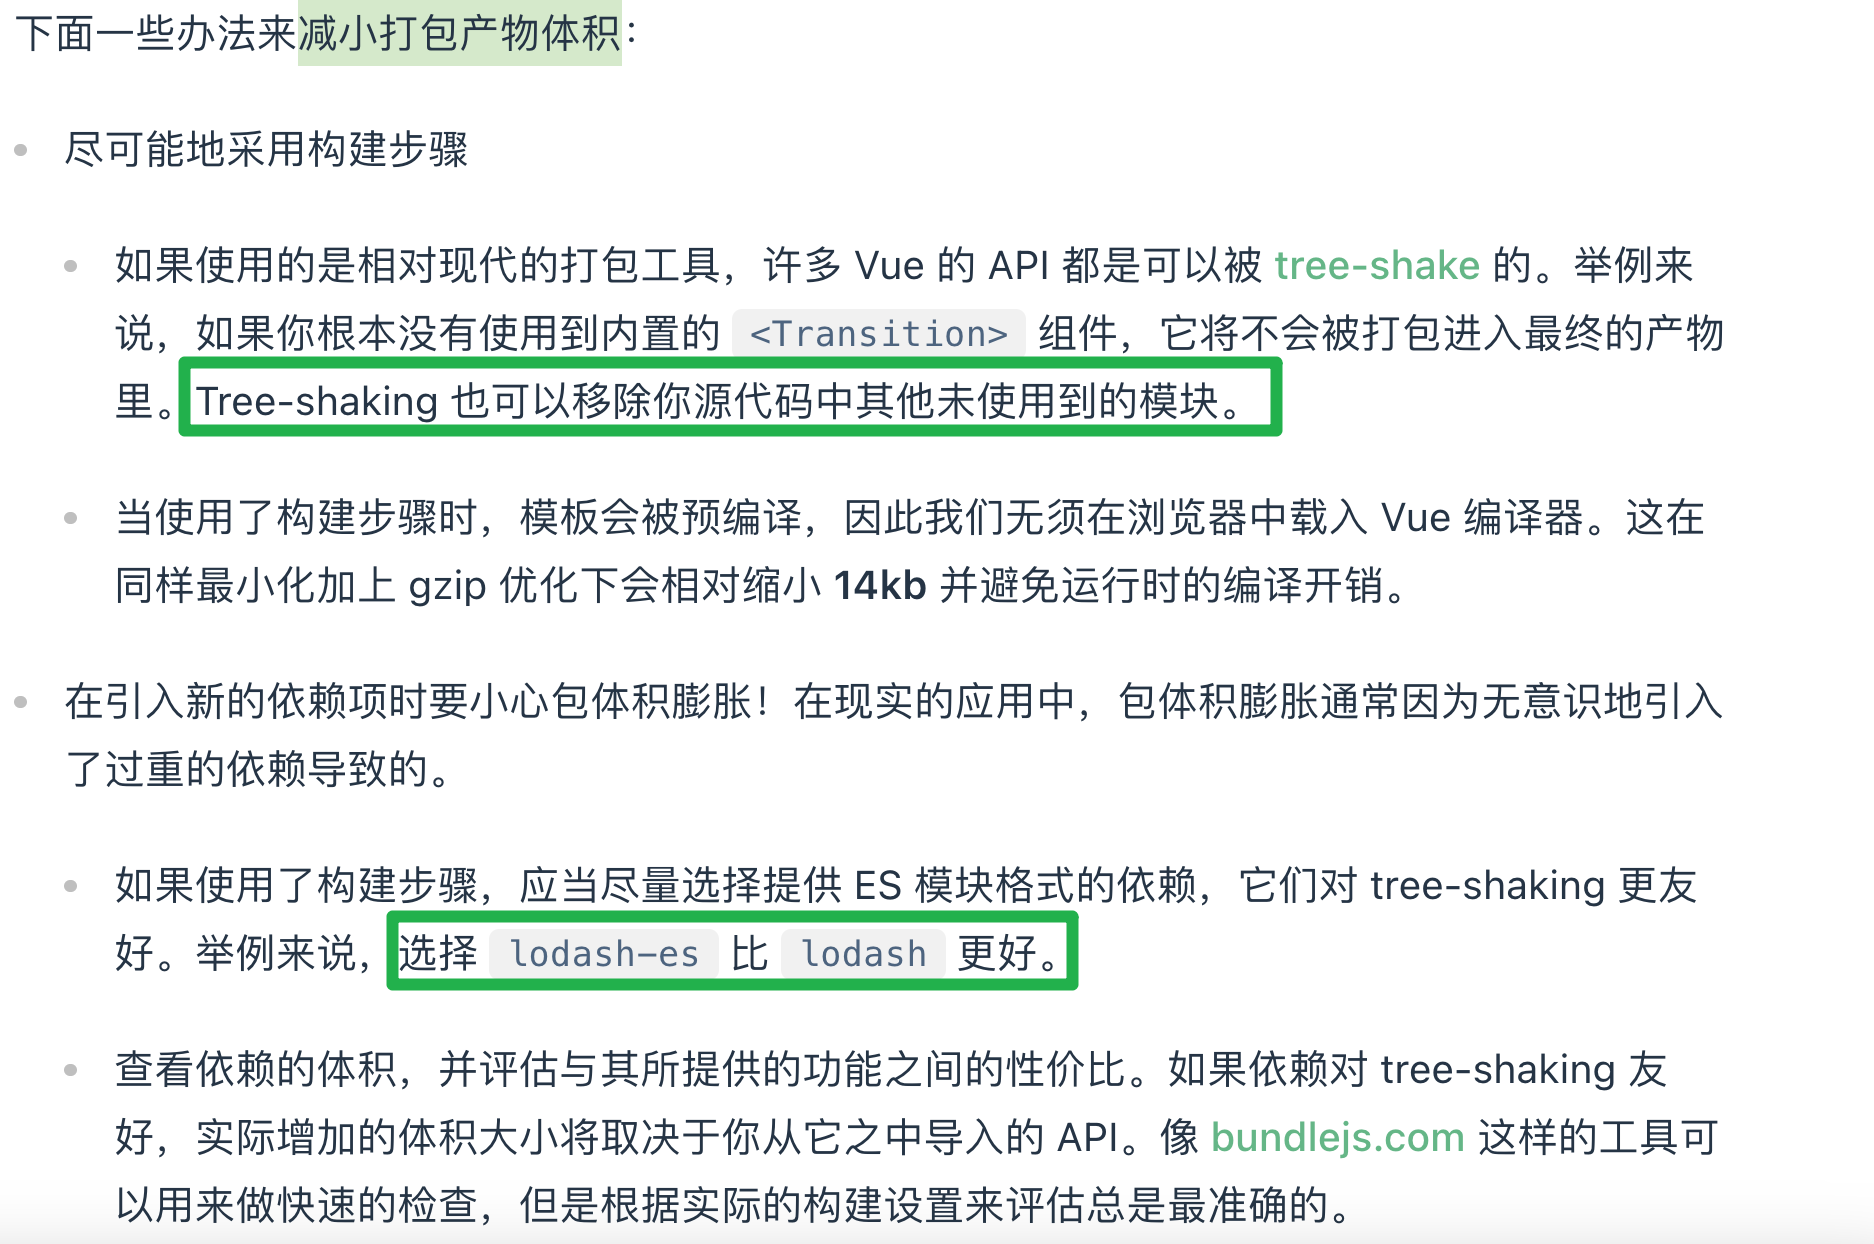 下面一些办法来减小打包产物体积：
尽可能地采用构建步骤
如果使用的是相对现代的打包工具，许多 Vue 的 API 都是可以被 tree-shake 的。举例来
说，如果你根本没有使用到内置的 <Transition> 组件，它将不会被打包进入最终的产物
里。Tree-shaking 也可以移除你源代码中其他未使用到的模块。
当使用了构建步骤时，模板会被预编译，因此我们无须在浏览器中载入 Vue 编译器。这在
同样最小化加上 gzip 优化下会相对缩小 14kb 并避免运行时的编译开销。
在引入新的依赖项时要小心包体积膨胀！在现实的应用中，包体积膨胀通常因为无意识地引入
了过重的依赖导致的。
如果使用了构建步骤，应当尽量选择提供 ES 模块格式的依赖，它们对 tree-shaking 更友
好。举例来说，选择 lodash-es 比 lodash 更好。
查看依赖的体积，并评估与其所提供的功能之间的性价比。如果依赖对 tree-shaking 友
好，实际增加的体积大小将取决于你从它之中导入的 API。像 bundlejs.com 这样的工具可
以用来做快速的检查，但是根据实际的构建设置来评估总是最准确的。